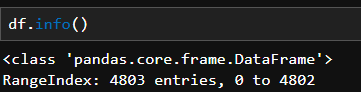 df.info()
<class 'pandas.core.frame.DataFrame'>
RangeIndex: 4803 entries, 0 to 4802